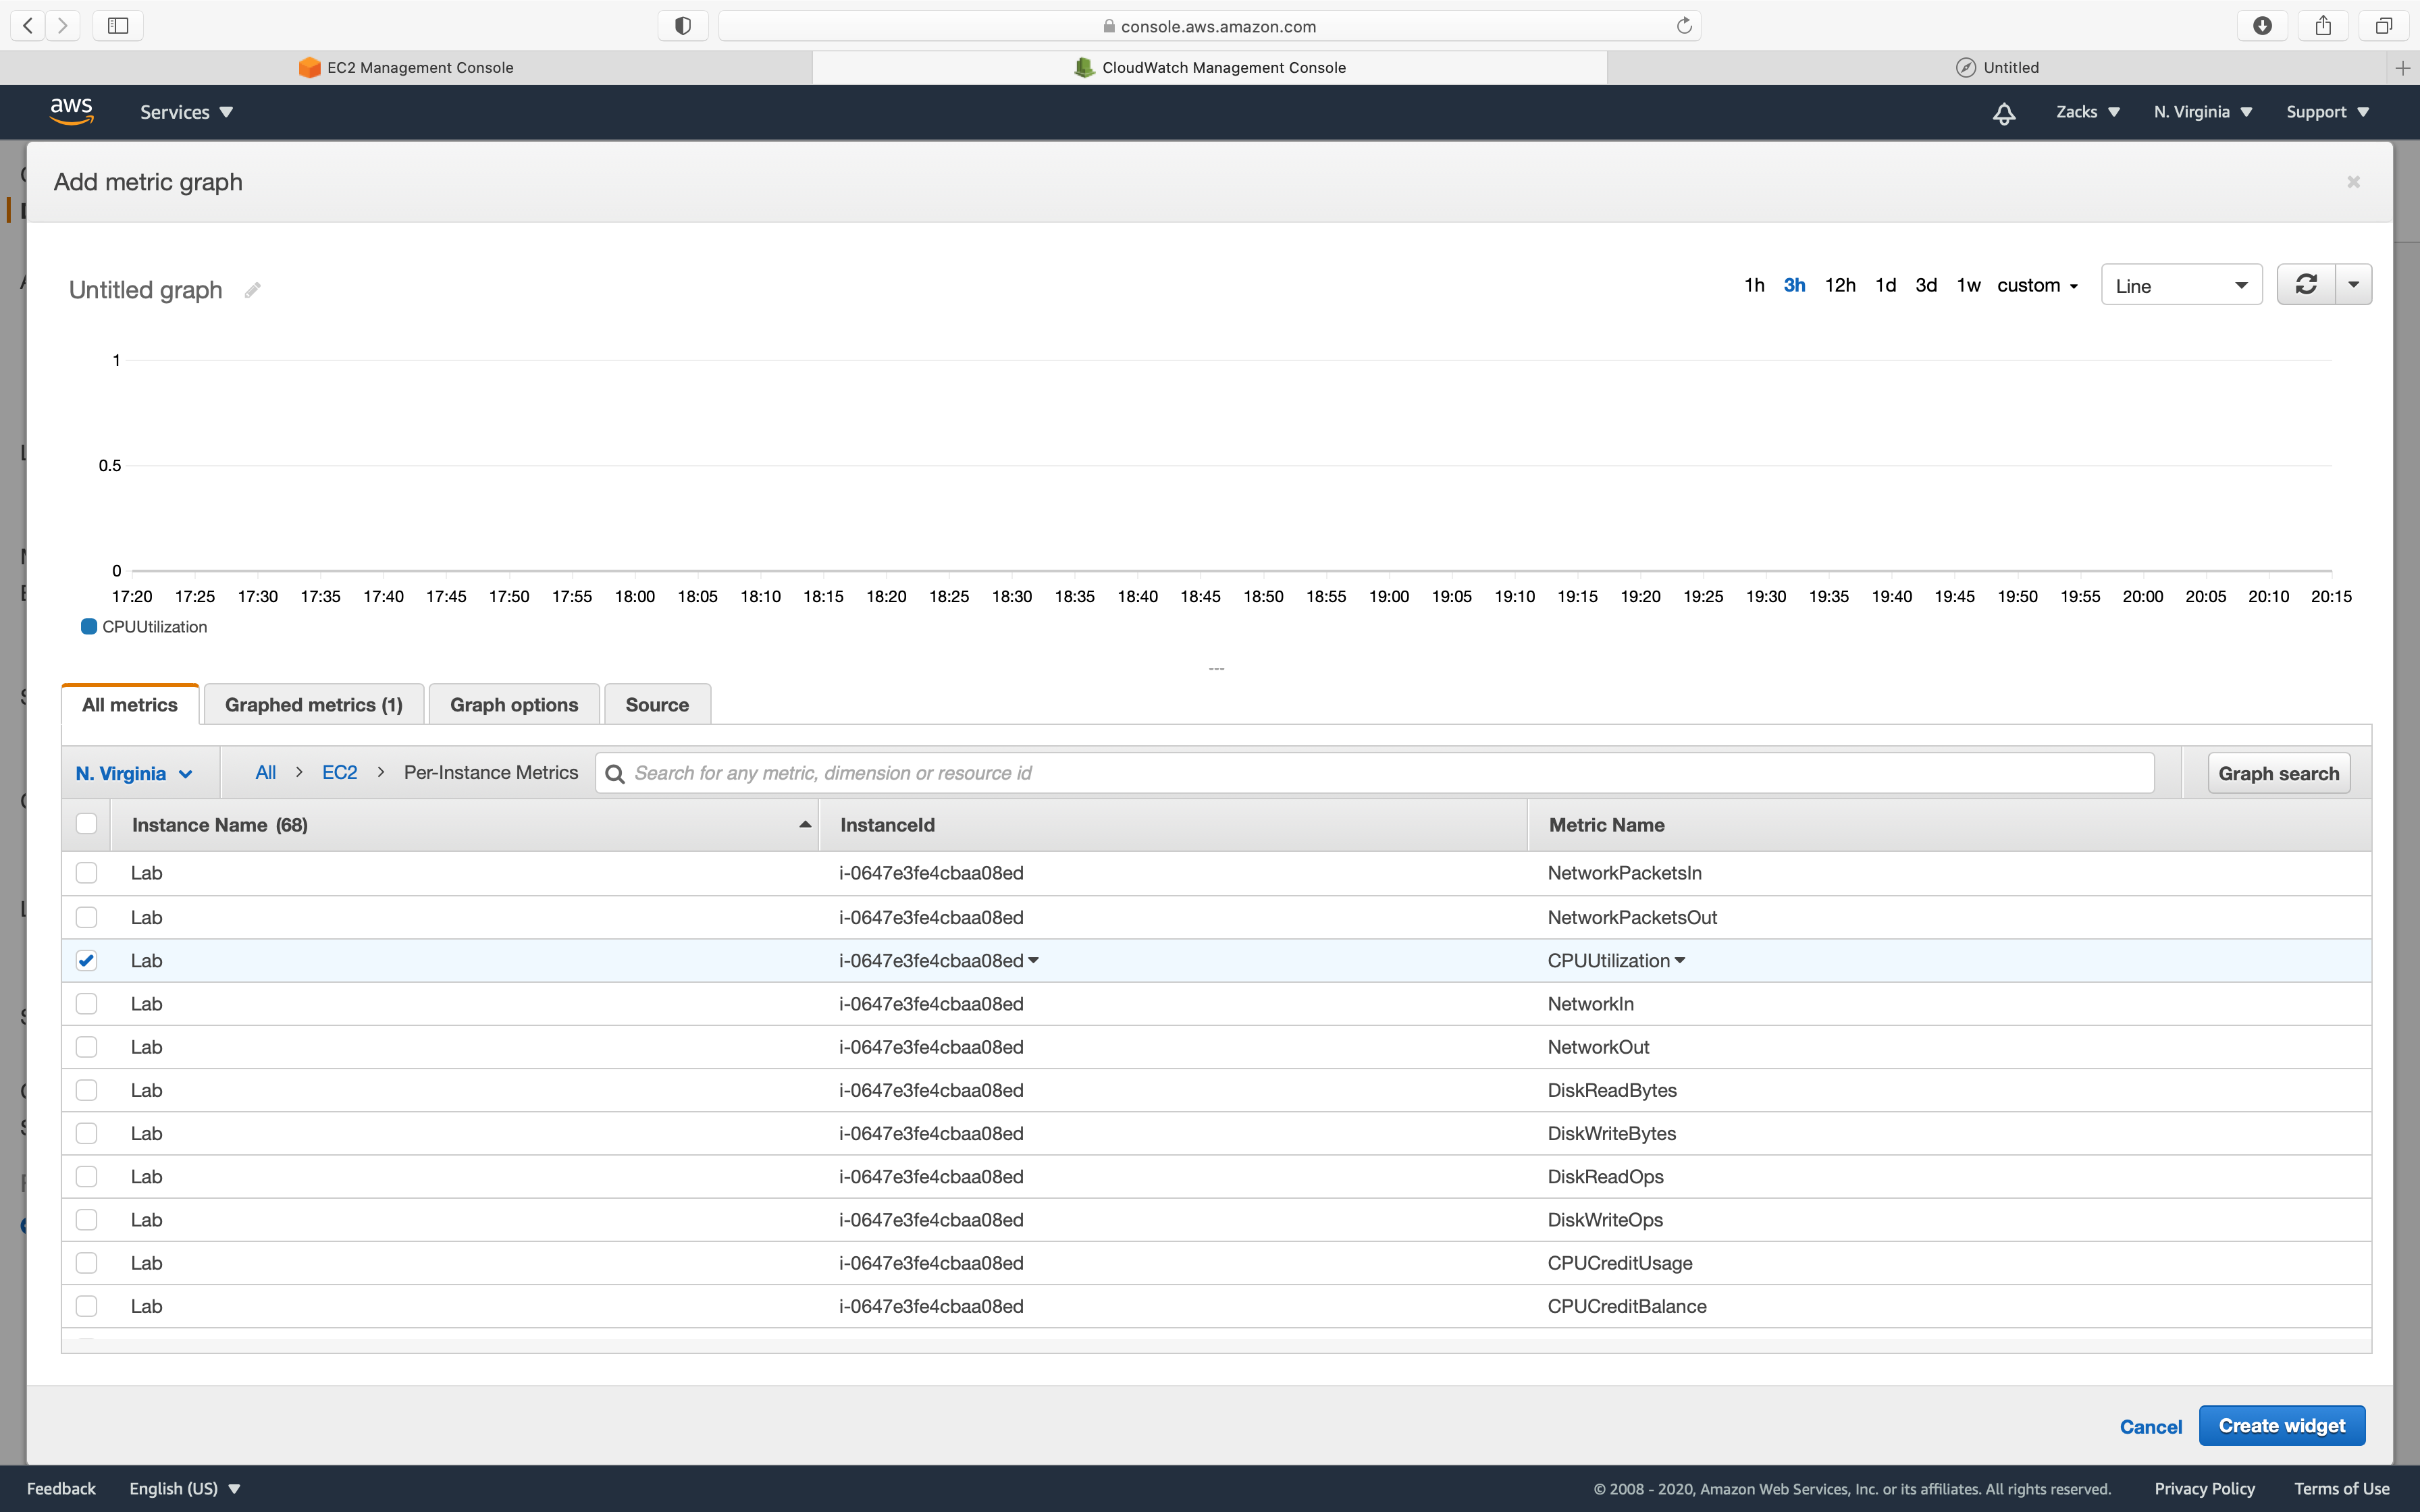 console.aws.amazon.com
EC2 Management Console
CloudWatch Management Console
Untitled
aws
Services
Zacks
N. Virginia
Support
Add metric graph
Untitled graph
1h 3h 12h 1d 3d 1w custom
Line
1
0.5
0
17:20 17:25 17:30 17:35 17:40 17:45 17:50 17:55 18:00 18:05 18:10 18:15 18:20 18:25 18:30 18:35 18:40 18:45 18:50 18:55 19:00 19:05 19:10 19:15 19:20 19:25 19:30 19:35 19:40 19:45 19:50 19:55 20:00 20:05 20:10 20:15
CPUUtilization
All metrics
Graphed metrics (1)
Graph options
Source
N. Virginia
All > EC2 > Per-Instance Metrics
Search for any metric, dimension or resource id
Graph search
Instance Name (68) InstanceId Metric Name
Lab i-0647e3fe4cbaa08ed NetworkPacketsIn
Lab i-0647e3fe4cbaa08ed NetworkPacketsOut
Lab i-0647e3fe4cbaa08ed CPUUtilization
Lab i-0647e3fe4cbaa08ed NetworkIn
Lab i-0647e3fe4cbaa08ed NetworkOut
Lab i-0647e3fe4cbaa08ed DiskReadBytes
Lab i-0647e3fe4cbaa08ed DiskWriteBytes
Lab i-0647e3fe4cbaa08ed DiskReadOps
Lab i-0647e3fe4cbaa08ed DiskWriteOps
Lab i-0647e3fe4cbaa08ed CPUCreditUsage
Lab i-0647e3fe4cbaa08ed CPUCreditBalance
Cancel
Create widget
Feedback
English (US)
© 2008 - 2020, Amazon Web Services, Inc. or its affiliates. All rights reserved.
Privacy Policy
Terms of Use